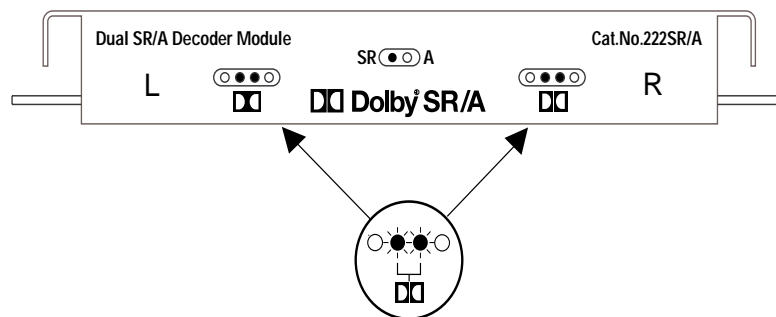 Dual SR/A Decoder Module
SR A
Cat.No.222SR/A
L
Dolby® SR/A
R